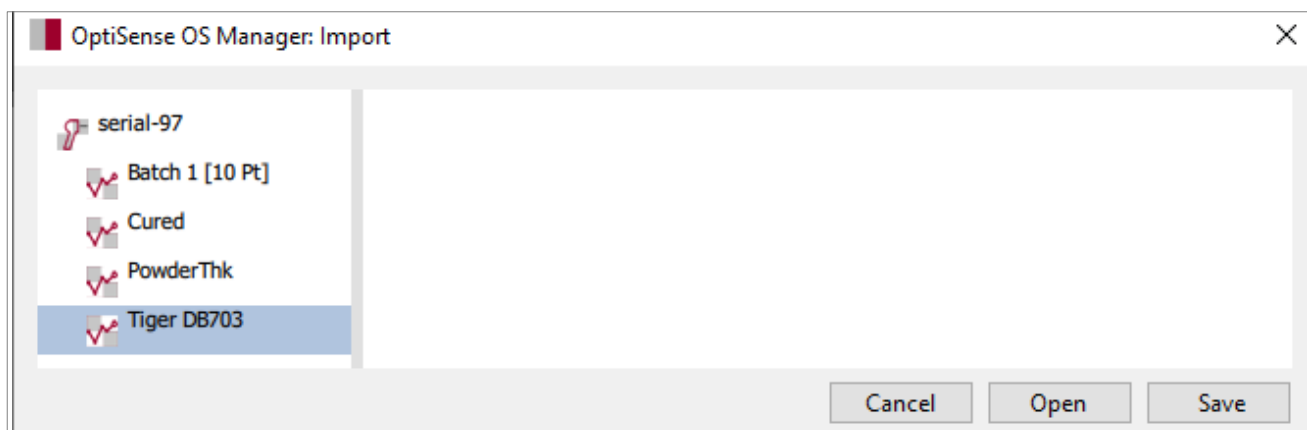 OptiSense OS Manager: Import
serial-97
Batch 1 [10 Pt]
Cured
PowderThk
Tiger DB703
Cancel Open Save